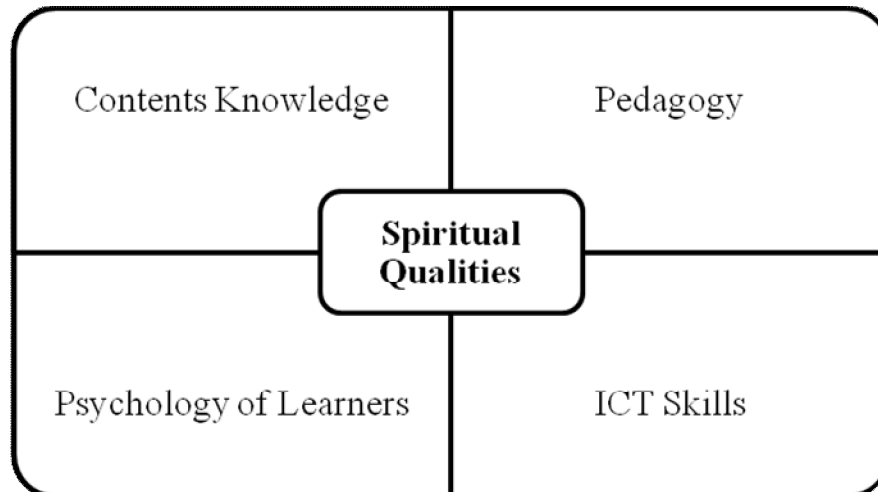 Contents Knowledge
Pedagogy
Spiritual
Qualities
Psychology of Learners
ICT Skills